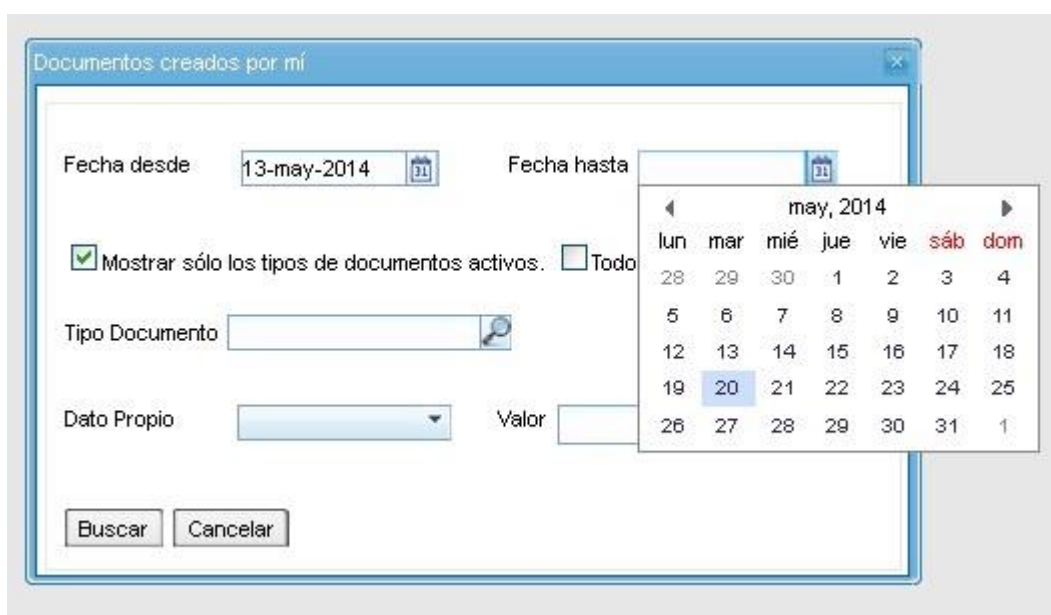 Documentos creados por mí
Fecha desde 13-may-2014 31 Fecha hasta 31
may, 2014
lun mar mié jue vie sáb dom
28 29 30 1 2 3 4
5 6 7 8 9 10 11
12 13 14 15 16 17 18
19 20 21 22 23 24 25
26 27 28 29 30 31 1
Mostrar sólo los tipos de documentos activos. Todo
Tipo Documento
Dato Propio Valor
Buscar Cancelar